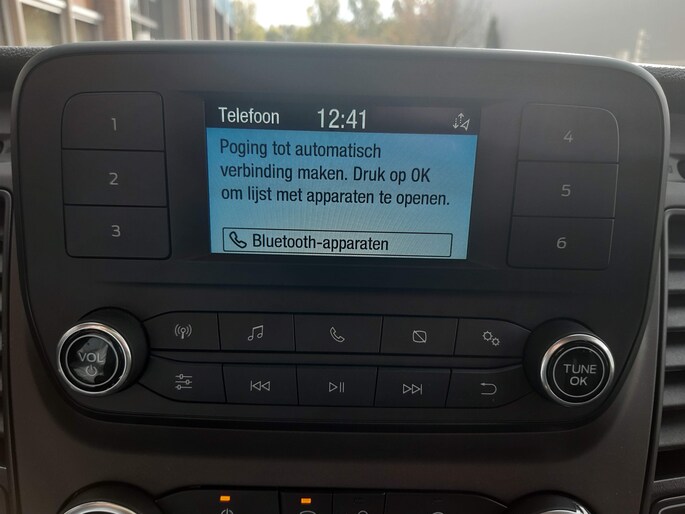 Telefoon 12:41
Poging tot automatisch
verbinding maken. Druk op OK
om lijst met apparaten te openen.
Bluetooth-apparaten
1
2
3
4
5
6
VOL
TUNE
OK